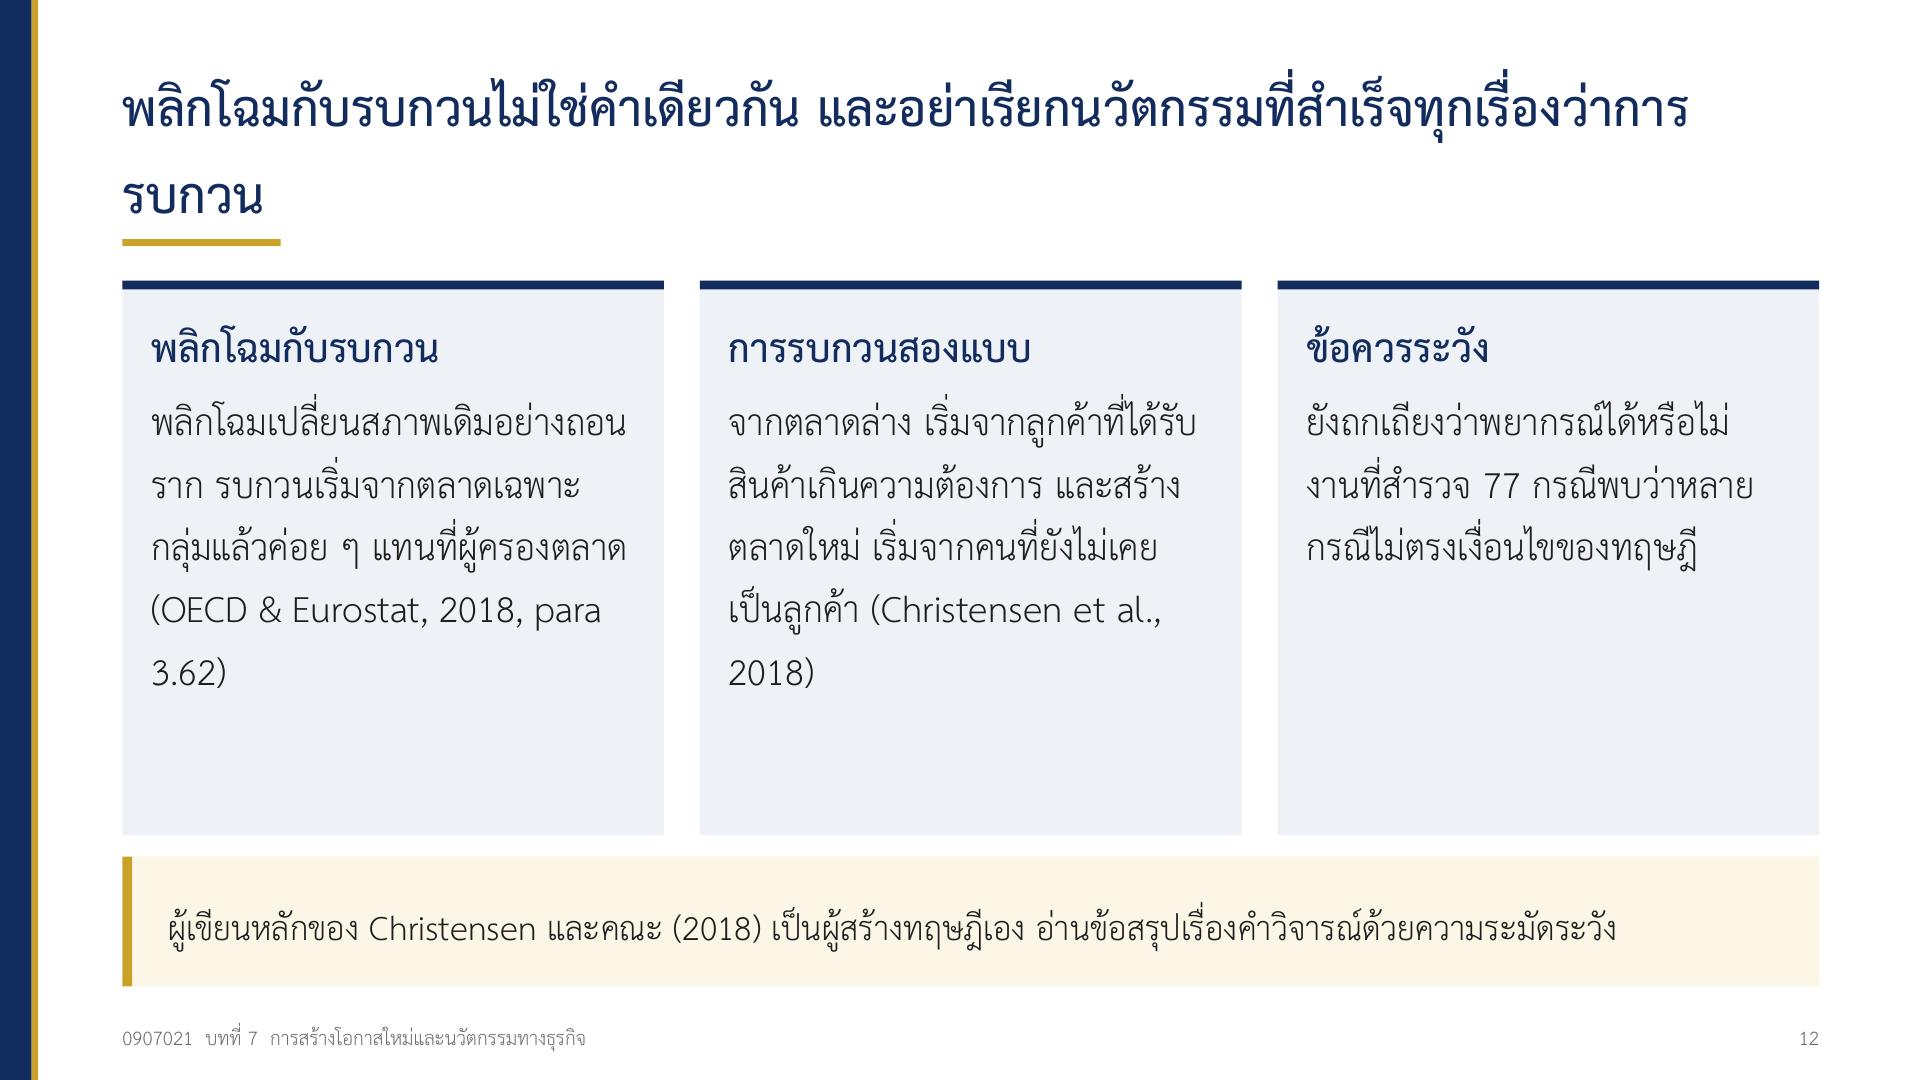 พลิกโฉมกับรบกวนไม่ใช่คำเดียวกัน และอย่าเรียกนวัตกรรมที่สำเร็จทุกเรื่องว่าการ
รบกวน
พลิกโฉมกับรบกวน
พลิกโฉมเปลี่ยนสภาพเดิมอย่างถอน
ราก รบกวนเริ่มจากตลาดเฉพาะ
กลุ่มแล้วค่อย ๆ แทนที่ผู้ครองตลาด
(OECD & Eurostat, 2018, para
3.62)
การรบกวนสองแบบ
จากตลาดล่าง เริ่มจากลูกค้าที่ได้รับ
สินค้าเกินความต้องการ และสร้าง
ตลาดใหม่ เริ่มจากคนที่ยังไม่เคย
เป็นลูกค้า (Christensen et al.,
2018)
ข้อควรระวัง
ยังถกเถียงว่าพยากรณ์ได้หรือไม่
งานที่สำรวจ 77 กรณีพบว่าหลาย
กรณีไม่ตรงเงื่อนไขของทฤษฎี
ผู้เขียนหลักของ Christensen และคณะ (2018) เป็นผู้สร้างทฤษฎีเอง อ่านข้อสรุปเรื่องคำวิจารณ์ด้วยความระมัดระวัง
0907021 บทที่ 7 การสร้างโอกาสใหม่และนวัตกรรมทางธุรกิจ
12